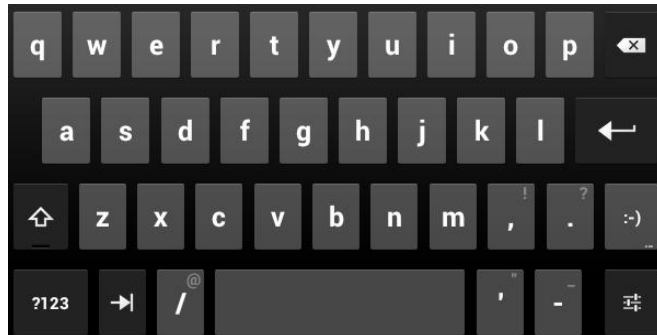 q w e r t y u i o p
a s d f g h j k l
z x c v b n m , ! . ? :-) ...
?123 / @ ' " - _